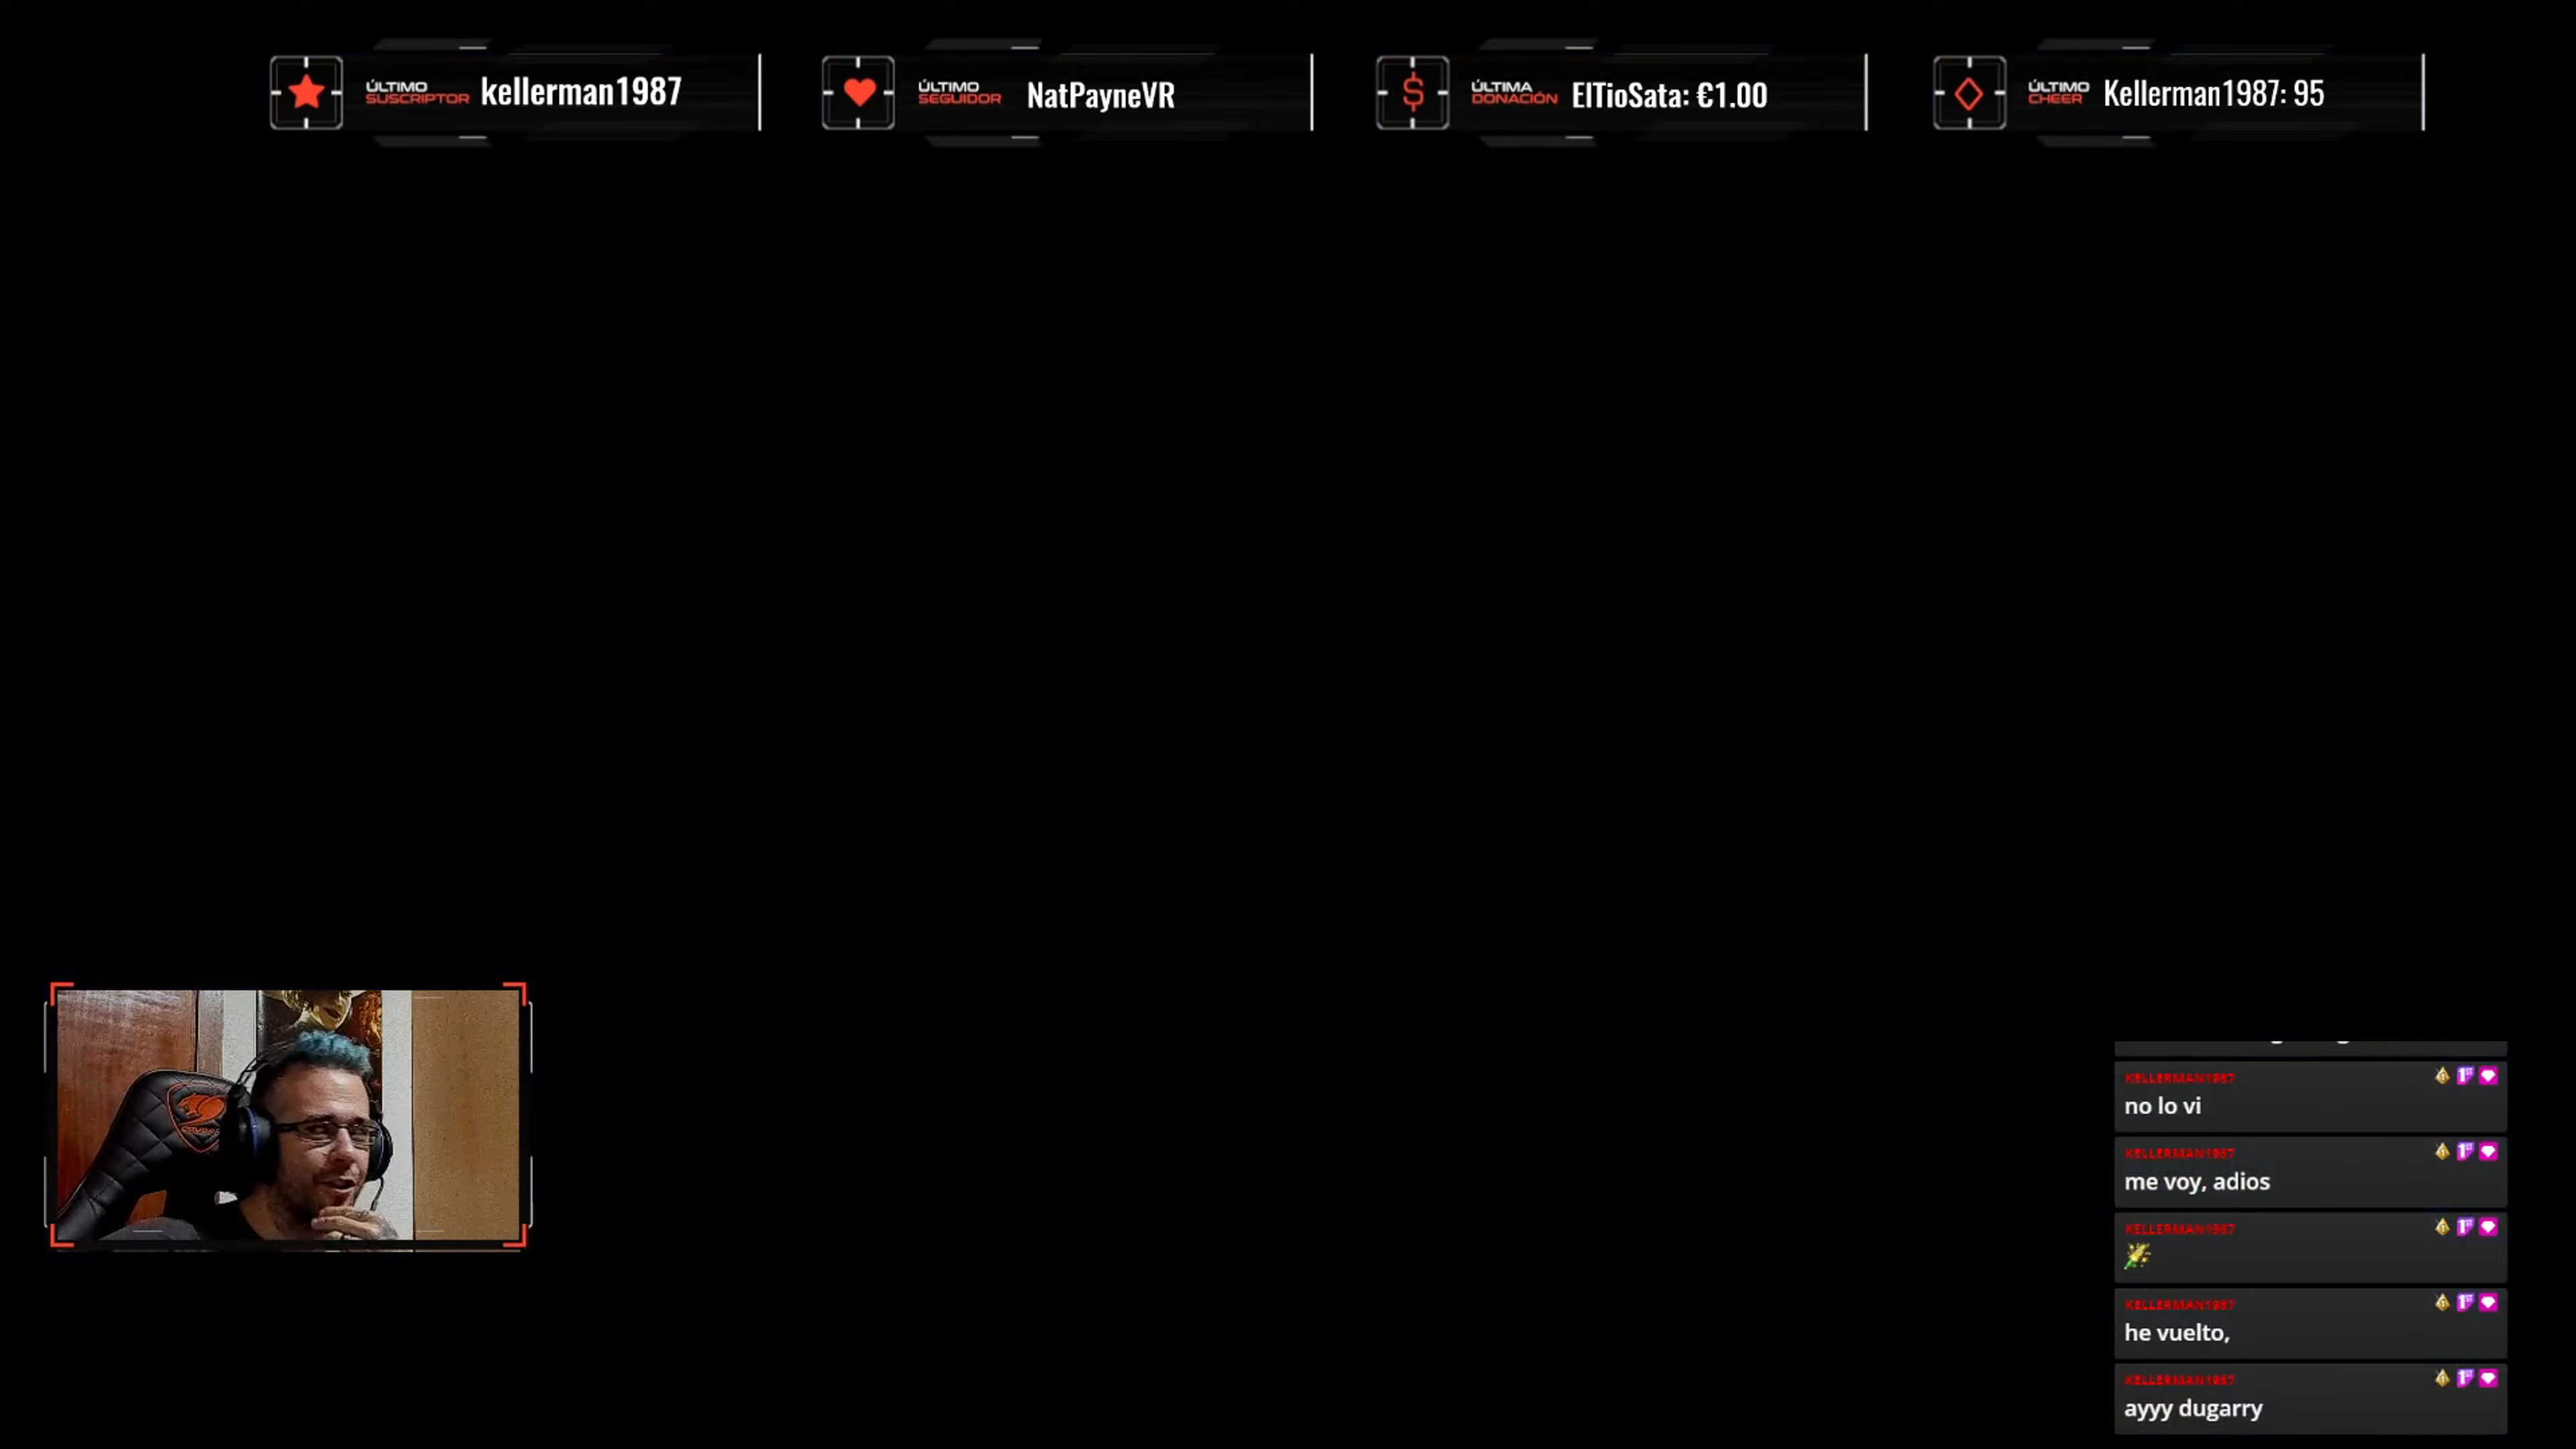 ÚLTIMO
SUSCRIPTOR
kellerman1987
ÚLTIMO
SEGUIDOR
NatPayneVR
ÚLTIMA
DONACIÓN
ElTioSata: €1.00
ÚLTIMO
CHEER
Kellerman1987: 95
KELLERMAN1987
no lo vi
KELLERMAN1987
me voy, adios
KELLERMAN1987
KELLERMAN1987
he vuelto,
KELLERMAN1987
ayyy dugarry